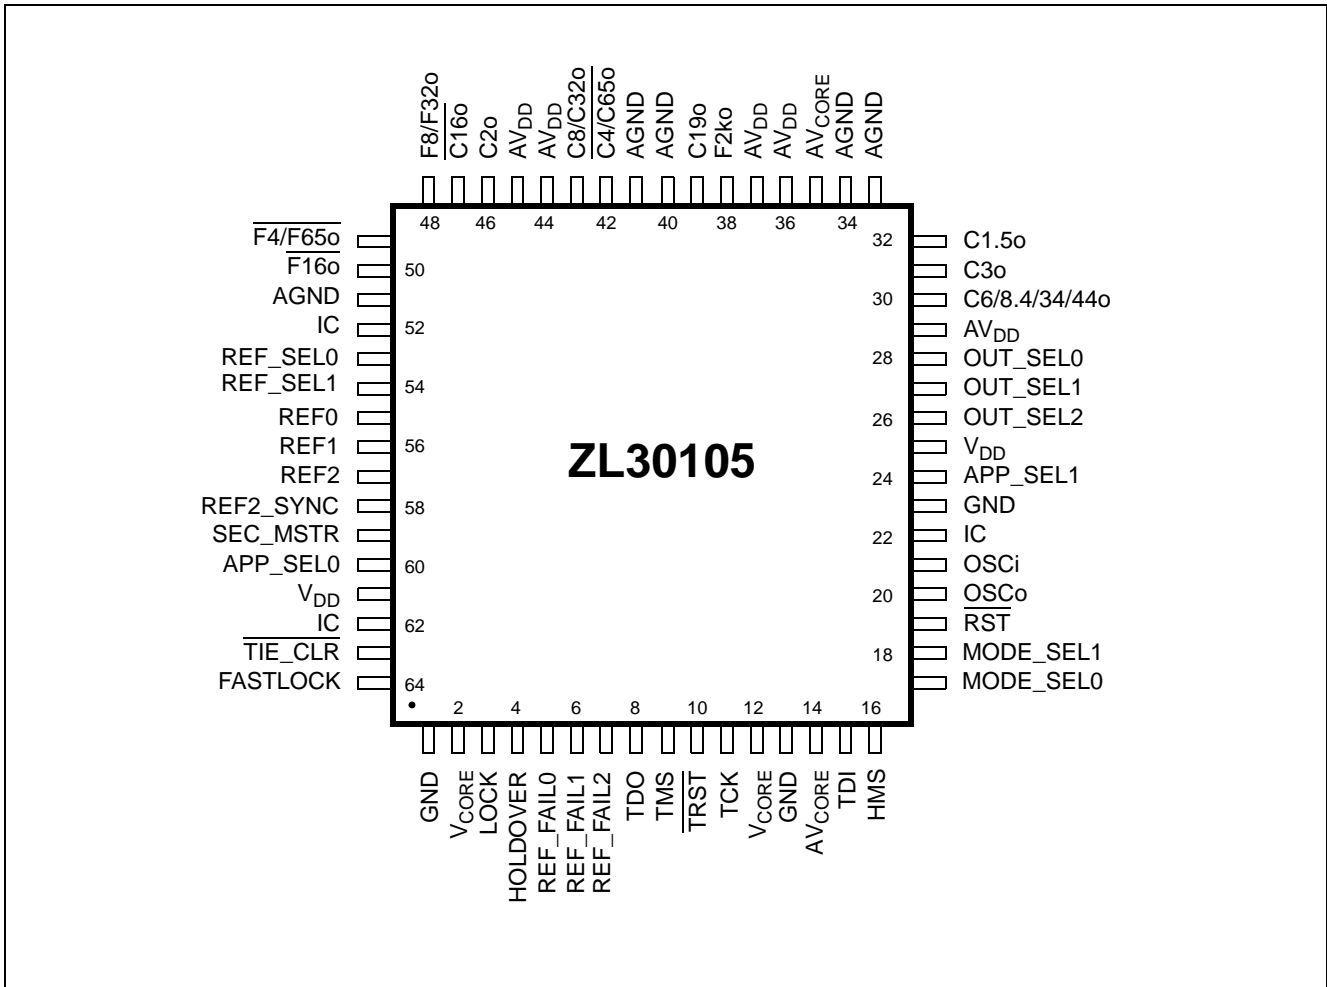 F8/F32o
C16o
C2o
AVDD
AVDD
C8/C32o
C4/C65o
AGND
AGND
C19o
F2ko
AVDD
AVDD
AVCORE
AGND
AGND
48 46 44 42 40 38 36 34
F4/F65o
F16o 50
AGND
IC 52
REF_SEL0
REF_SEL1 54
REF0
REF1 56
REF2
REF2_SYNC 58
SEC_MSTR
APP_SEL0 60
VDD
IC 62
TIE_CLR
FASTLOCK 64
ZL30105
32 C1.5o
C3o
30 C6/8.4/34/44o
AVDD
28 OUT_SEL0
OUT_SEL1
26 OUT_SEL2
VDD
24 APP_SEL1
GND
22 IC
OSCi
20 OSCo
RST
18 MODE_SEL1
MODE_SEL0
2 4 6 8 10 12 14 16
GND
VCORE
LOCK
HOLDOVER
REF_FAIL0
REF_FAIL1
REF_FAIL2
TDO
TMS
TRST
TCK
VCORE
GND
AVCORE
TDI
HMS